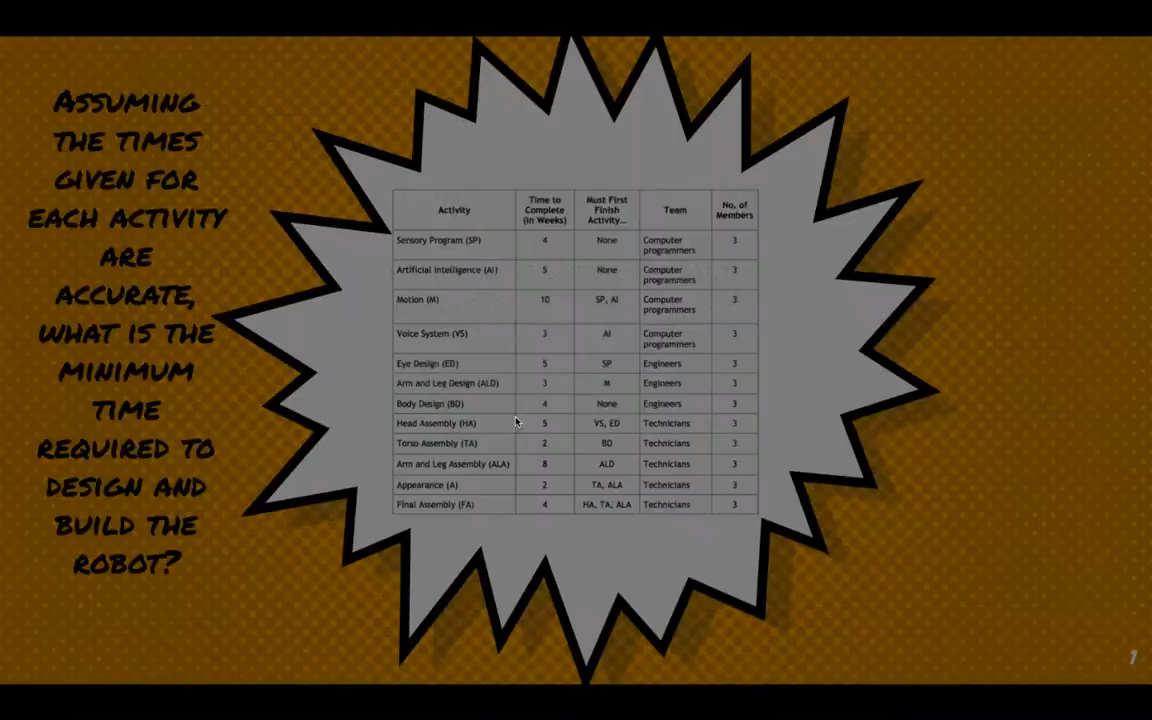 ASSUMING
THE TIMES
GIVEN FOR
EACH ACTIVITY
ARE
ACCURATE,
WHAT IS THE
MINIMUM
TIME
REQUIRED TO
DESIGN AND
BUILD THE
ROBOT?
Activity | Time to Complete (in Weeks) | Must First Finish Activity... | Team | No. of Members
Sensory Program (SP) | 4 | None | Computer programmers | 3
Artificial Intelligence (AI) | 5 | None | Computer programmers | 3
Motion (M) | 10 | SP, AI | Computer programmers | 3
Voice System (VS) | 3 | AI | Computer programmers | 3
Eye Design (ED) | 5 | SP | Engineers | 3
Arm and Leg Design (ALD) | 3 | M | Engineers | 3
Body Design (BD) | 4 | None | Engineers | 3
Head Assembly (HA) | 5 | VS, ED | Technicians | 3
Torso Assembly (TA) | 2 | BD | Technicians | 3
Arm and Leg Assembly (ALA) | 8 | ALD | Technicians | 3
Appearance (A) | 2 | TA, ALA | Technicians | 3
Final Assembly (FA) | 4 | HA, TA, ALA | Technicians | 3
7